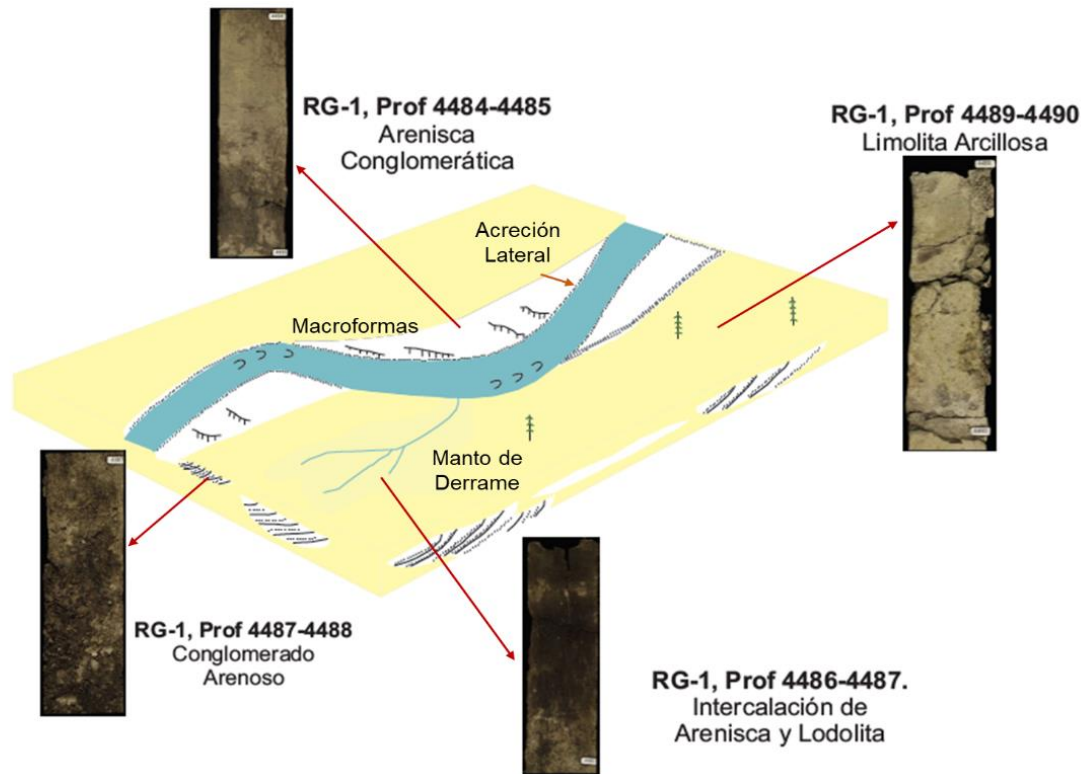 RG-1, Prof 4484-4485
Arenisca
Conglomerática
RG-1, Prof 4489-4490
Limolita Arcillosa
Acreción
Lateral
Macroformas
Manto de
Derrame
RG-1, Prof 4487-4488
Conglomerado
Arenoso
RG-1, Prof 4486-4487.
Intercalación de
Arenisca y Lodolita